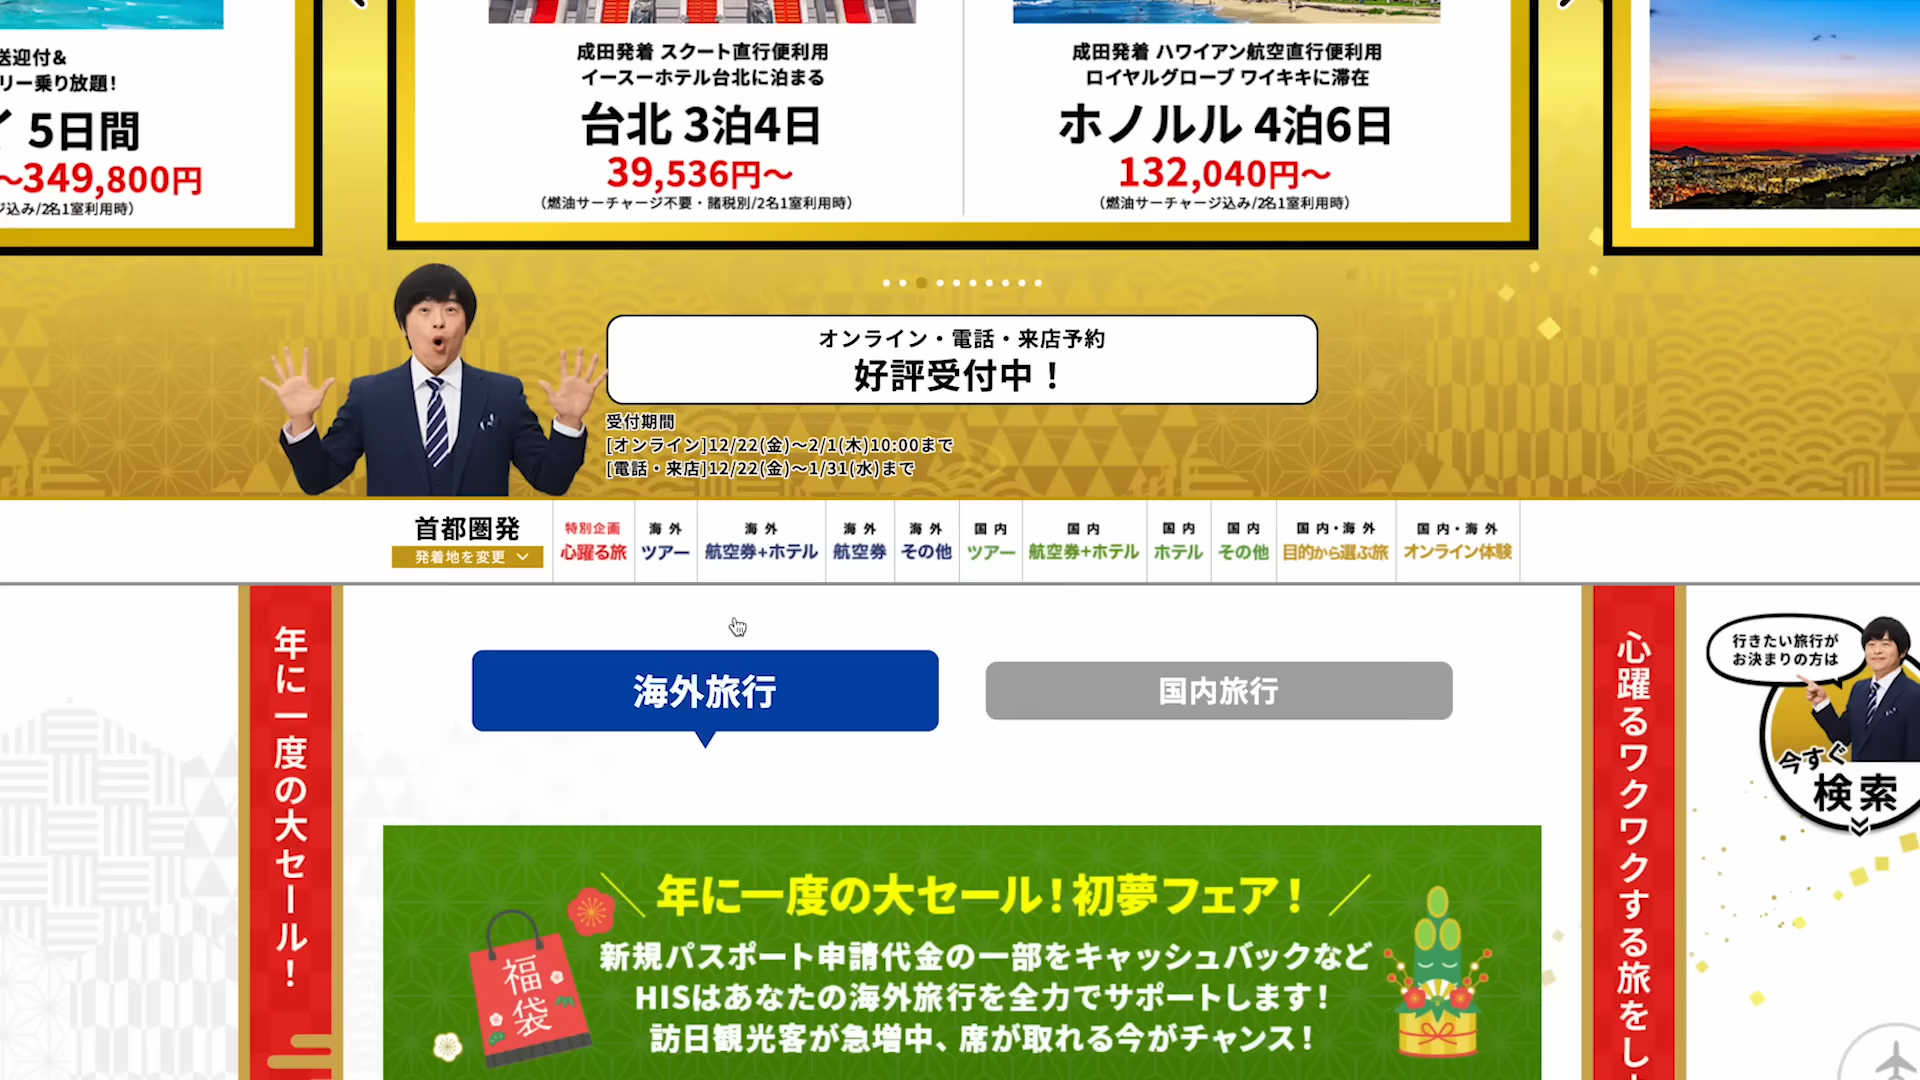 送迎付&
リー乗り放題！
5日間
～349,800円
ジ込み/2名1室利用時）
成田発着 スクート直行便利用
イースーホテル台北に泊まる
台北 3泊4日
39,536円～
（燃油サーチャージ不要・諸税別/2名1室利用時）
成田発着 ハワイアン航空直行便利用
ロイヤルグローブ ワイキキに滞在
ホノルル 4泊6日
132,040円～
（燃油サーチャージ込み/2名1室利用時）
オンライン・電話・来店予約
好評受付中！
受付期間
[オンライン]12/22(金)～2/1(木)10:00まで
[電話・来店]12/22(金)～1/31(水)まで
首都圏発
発着地を変更
特別企画
心躍る旅
海外
ツアー
海外
航空券+ホテル
海外
航空券
海外
その他
国内
ツアー
国内
航空券+ホテル
国内
ホテル
国内
その他
国内・海外
目的から選ぶ旅
国内・海外
オンライン体験
年に一度の大セール！
海外旅行
国内旅行
心躍るワクワクする旅をし
行きたい旅行が
お決まりの方は
今すぐ
検索
福袋
年に一度の大セール！初夢フェア！
新規パスポート申請代金の一部をキャッシュバックなど
HISはあなたの海外旅行を全力でサポートします！
訪日観光客が急増中、席が取れる今がチャンス！